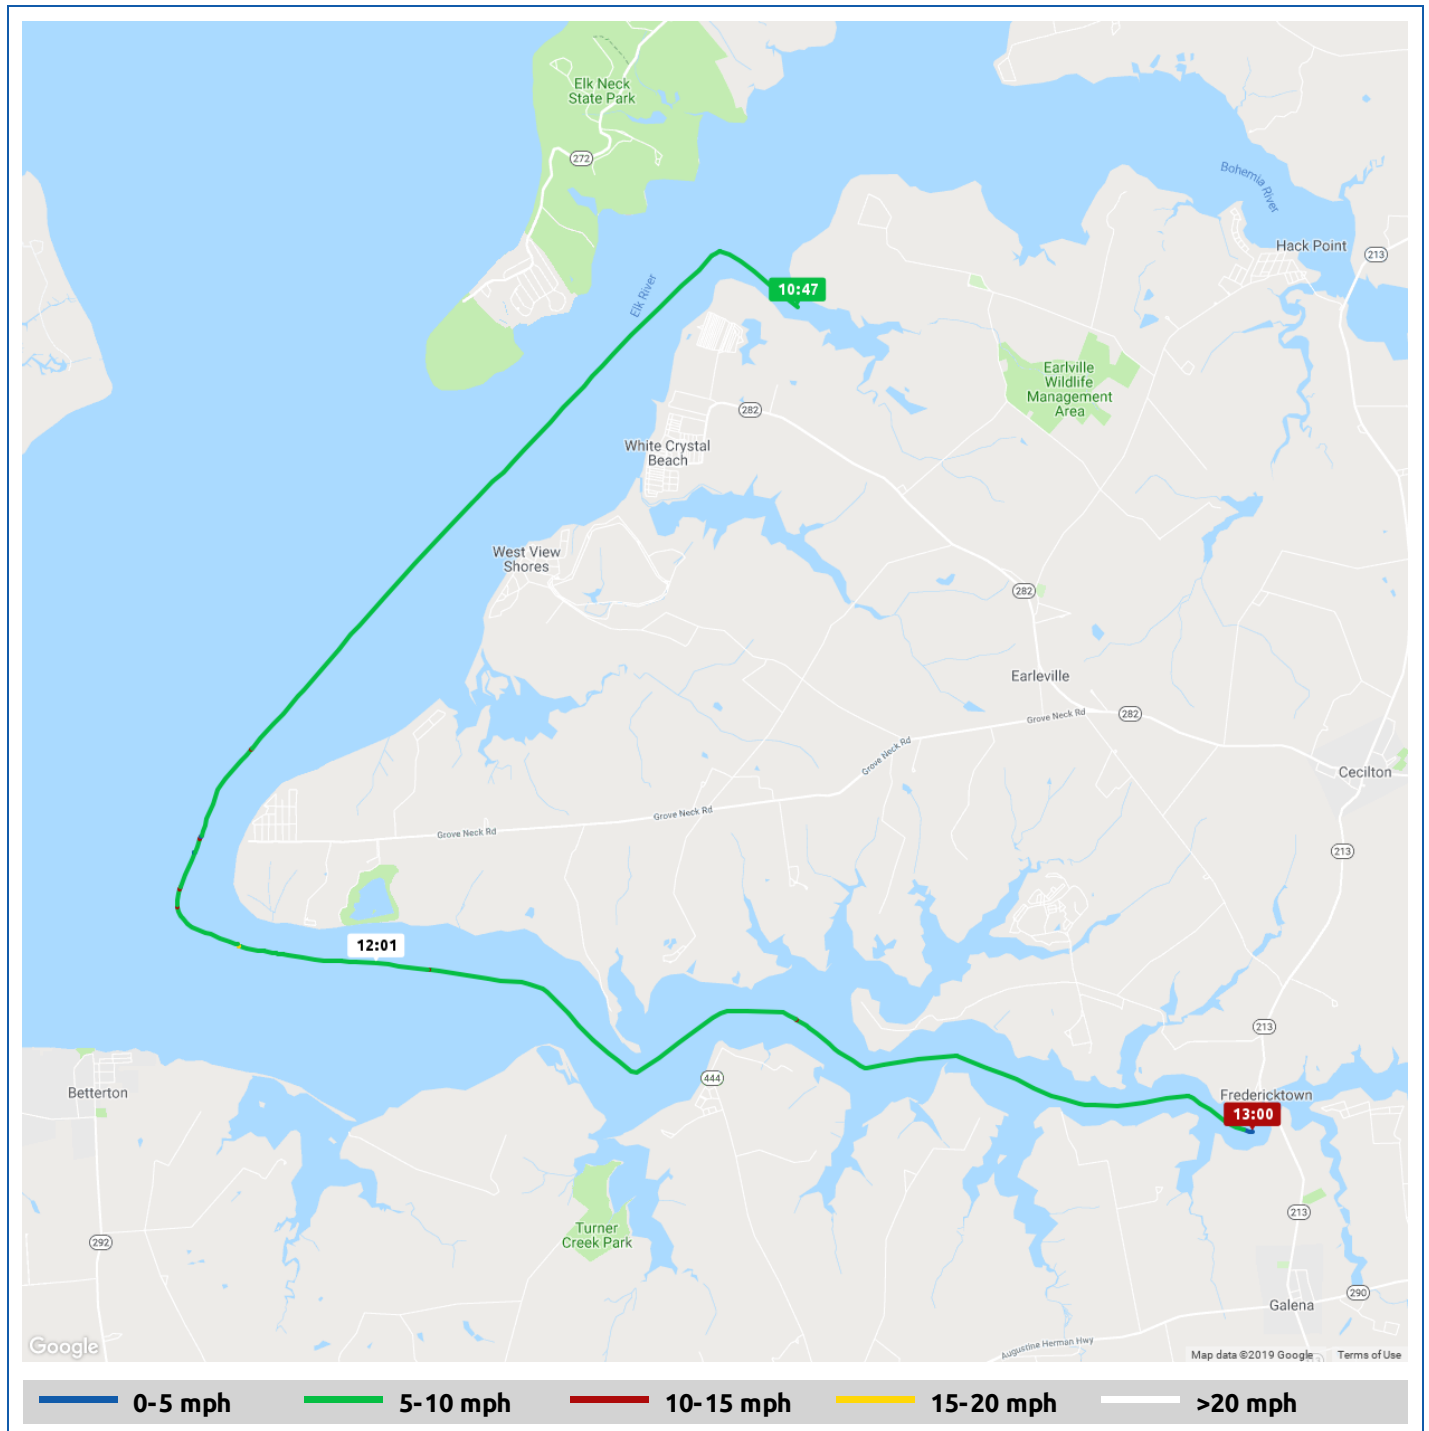 Elk Neck
State Park
272
Bohemia River
Hack Point
213
Elk River
10:47
Earlville
Wildlife
Management
Area
282
White Crystal
Beach
West View
Shores
282
Earleville
Grove Neck Rd
282
Grove Neck Rd
Cecilton
Grove Neck Rd
Grove Neck Rd
213
12:01
213
444
Betterton
Fredericktown
13:00
213
Turner
Creek Park
292
290
Galena
Augustine Herman Hwy
Google
Map data ©2019 Google
Terms of Use
0-5 mph
5-10 mph
10-15 mph
15-20 mph
>20 mph